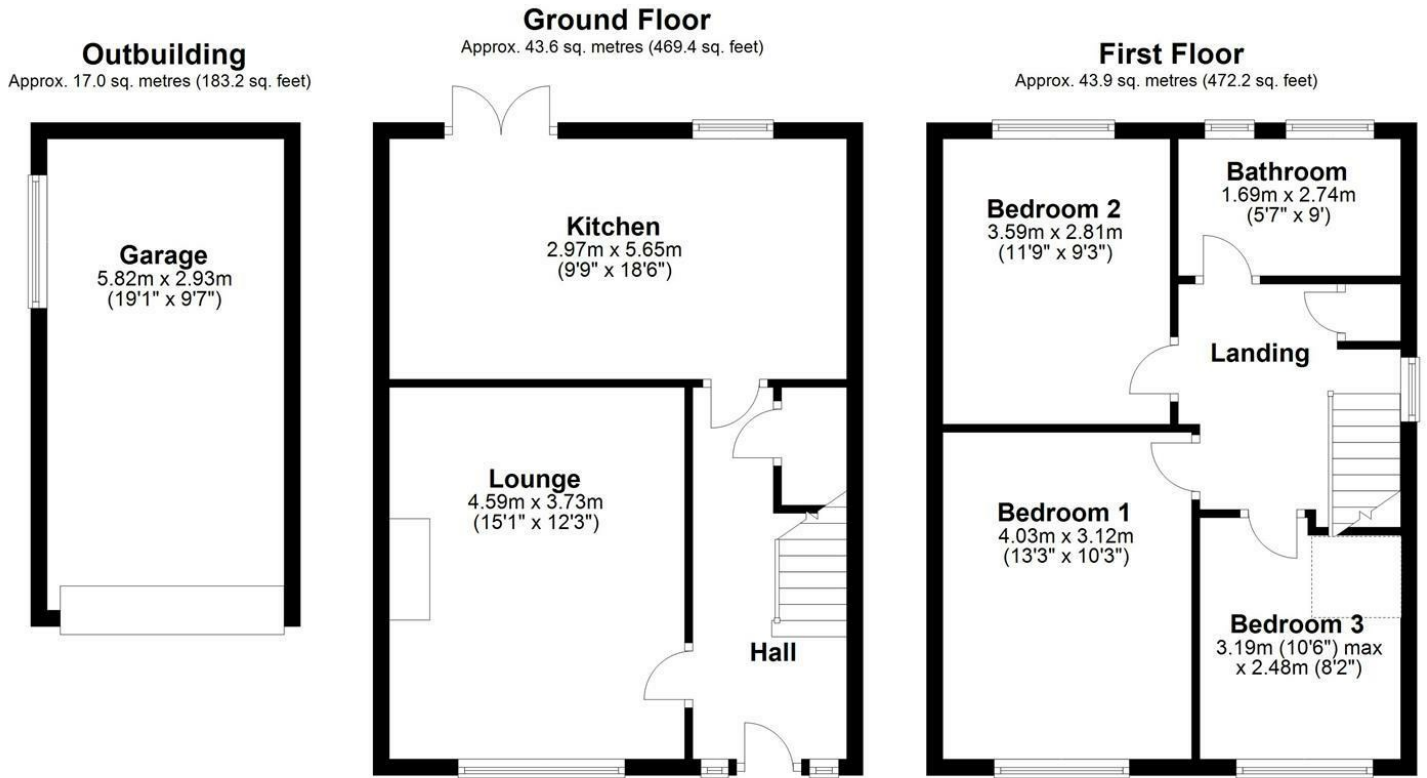 Outbuilding
Approx. 17.0 sq. metres (183.2 sq. feet)
Garage
5.82m x 2.93m
(19'1" x 9'7")
Ground Floor
Approx. 43.6 sq. metres (469.4 sq. feet)
Kitchen
2.97m x 5.65m
(9'9" x 18'6")
Lounge
4.59m x 3.73m
(15'1" x 12'3")
Hall
First Floor
Approx. 43.9 sq. metres (472.2 sq. feet)
Bedroom 2
3.59m x 2.81m
(11'9" x 9'3")
Bathroom
1.69m x 2.74m
(5'7" x 9')
Landing
Bedroom 1
4.03m x 3.12m
(13'3" x 10'3")
Bedroom 3
3.19m (10'6") max
x 2.48m (8'2")